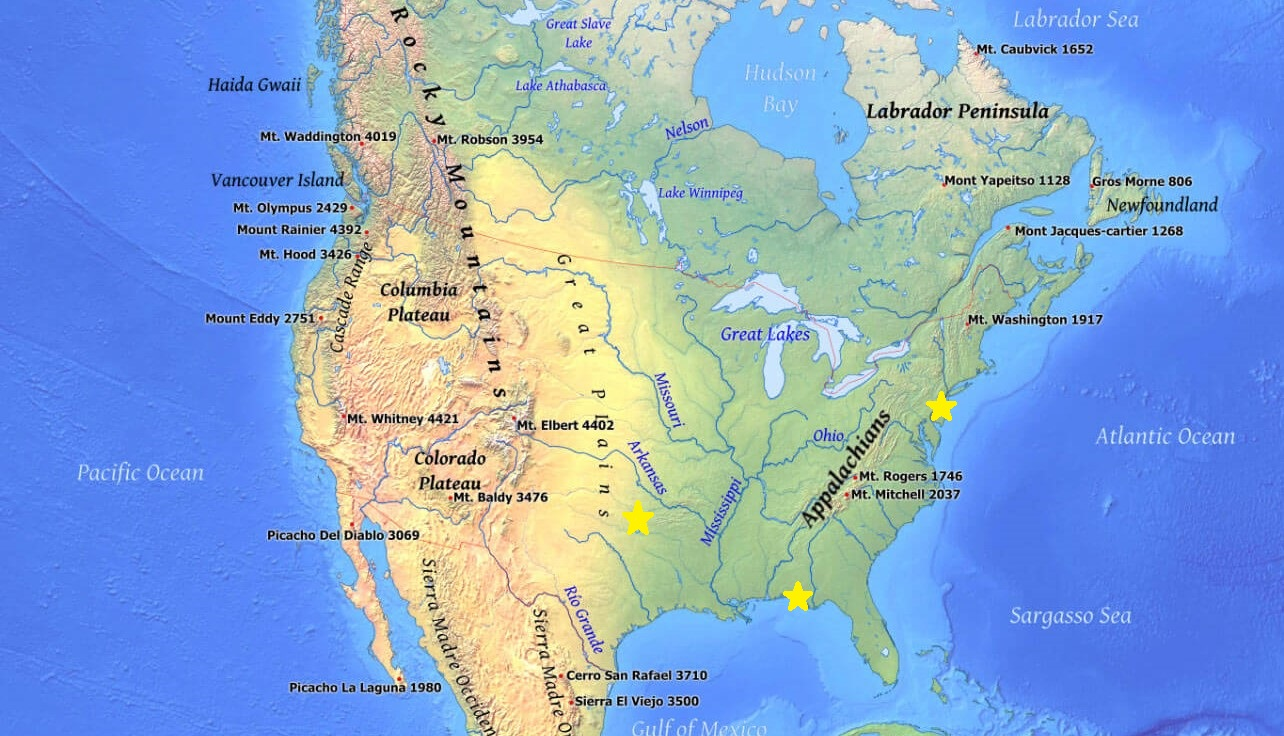 Labrador Sea
Great Slave
Lake
Mt. Caubvick 1652
Hudson
Bay
Haida Gwaii
Lake Athabasca
Labrador Peninsula
Nelson
Mt. Waddington 4019
Mt. Robson 3954
Rocky Mountains
Vancouver Island
Lake Winnipeg
Mont Yapeitso 1128
Gros Morne 806
Newfoundland
Mt. Olympus 2429
Mount Rainier 4392
Mont Jacques-cartier 1268
Mt. Hood 3426
Cascade Range
Columbia
Plateau
Great Plains
Mount Eddy 2751
Great Lakes
Mt. Washington 1917
Missouri
Mt. Whitney 4421
Mt. Elbert 4402
Ohio
Appalachians
Atlantic Ocean
Pacific Ocean
Colorado
Plateau
Arkansas
Mt. Rogers 1746
Mt. Mitchell 2037
Mt. Baldy 3476
Mississippi
Picacho Del Diablo 3069
Sierra Madre Occiden
Rio Grande
Sierra Madre O
Sargasso Sea
Cerro San Rafael 3710
Picacho La Laguna 1980
Sierra El Viejo 3500
Gulf of Mexico